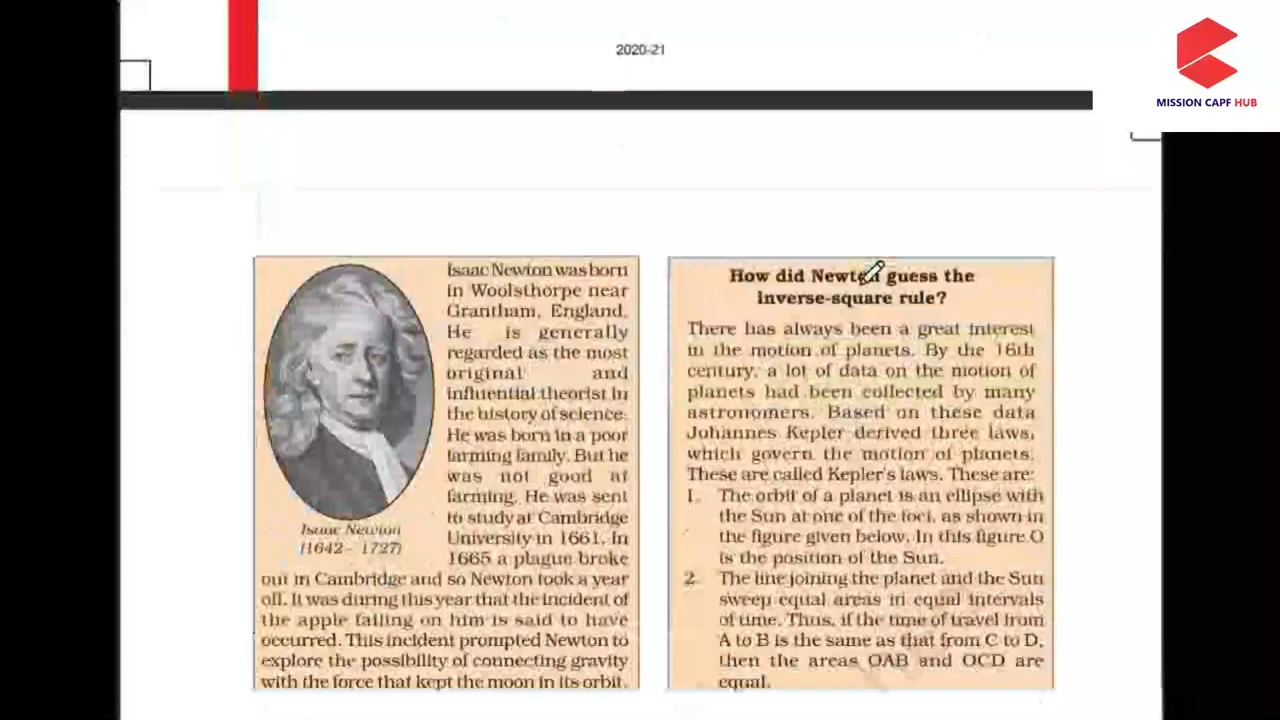 2020-21
MISSION CAPF HUB
Isaac Newton was born
in Woolsthorpe near
Grantham, England.
He is generally
regarded as the most
original and
influential theorist in
the history of science.
He was born in a poor
farming family. But he
was not good at
farming. He was sent
to study at Cambridge
University in 1661. In
1665 a plague broke
out in Cambridge and so Newton took a year
off. It was during this year that the incident of
the apple falling on him is said to have
occurred. This incident prompted Newton to
explore the possibility of connecting gravity
with the force that kept the moon in its orbit.
Isaac Newton
(1642 – 1727)
How did Newton guess the
inverse-square rule?
There has always been a great interest
in the motion of planets. By the 16th
century, a lot of data on the motion of
planets had been collected by many
astronomers. Based on these data
Johannes Kepler derived three laws,
which govern the motion of planets.
These are called Kepler's laws. These are:
1. The orbit of a planet is an ellipse with
the Sun at one of the foci, as shown in
the figure given below. In this figure O
is the position of the Sun.
2. The line joining the planet and the Sun
sweep equal areas in equal intervals
of time. Thus, if the time of travel from
A to B is the same as that from C to D,
then the areas OAB and OCD are
equal.